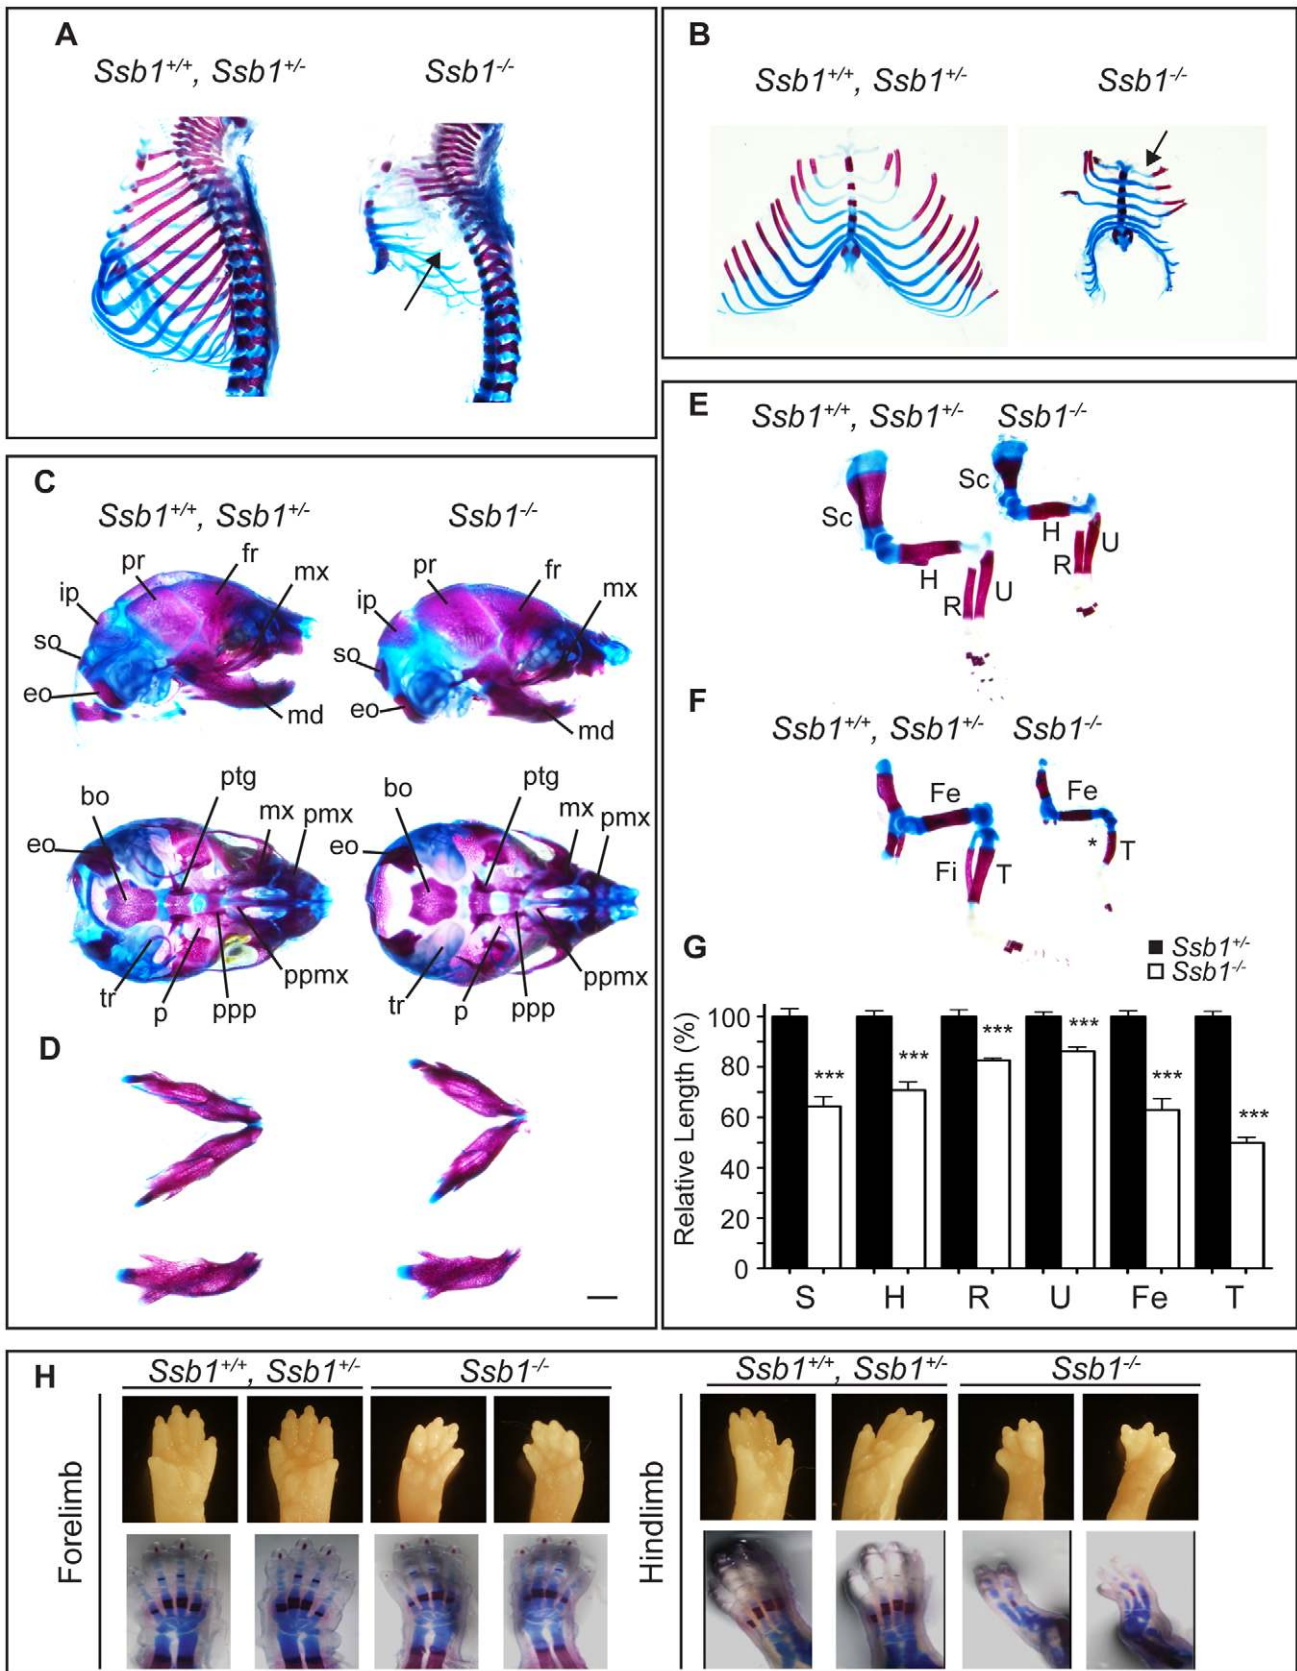 A
Ssb1+/+, Ssb1+/-
Ssb1-/-
B
Ssb1+/+, Ssb1+/-
Ssb1-/-
C
Ssb1+/+, Ssb1+/-
Ssb1-/-
pr
fr
mx
ip
so
eo
md
pr
fr
mx
ip
so
eo
md
bo
ptg
mx
pmx
eo
tr
p
ppp
ppmx
bo
ptg
mx
pmx
eo
tr
p
ppp
ppmx
D
E
Ssb1+/+, Ssb1+/-
Ssb1-/-
Sc
H
R
U
Sc
H
R
U
F
Ssb1+/+, Ssb1+/-
Ssb1-/-
Fe
Fi
T
Fe
*
T
G
Ssb1+/-
Ssb1-/-
Relative Length (%)
100
80
60
40
20
0
***
***
***
***
***
***
S H R U Fe T
H
Ssb1+/+, Ssb1+/-
Ssb1-/-
Ssb1+/+, Ssb1+/-
Ssb1-/-
Forelimb
Hindlimb